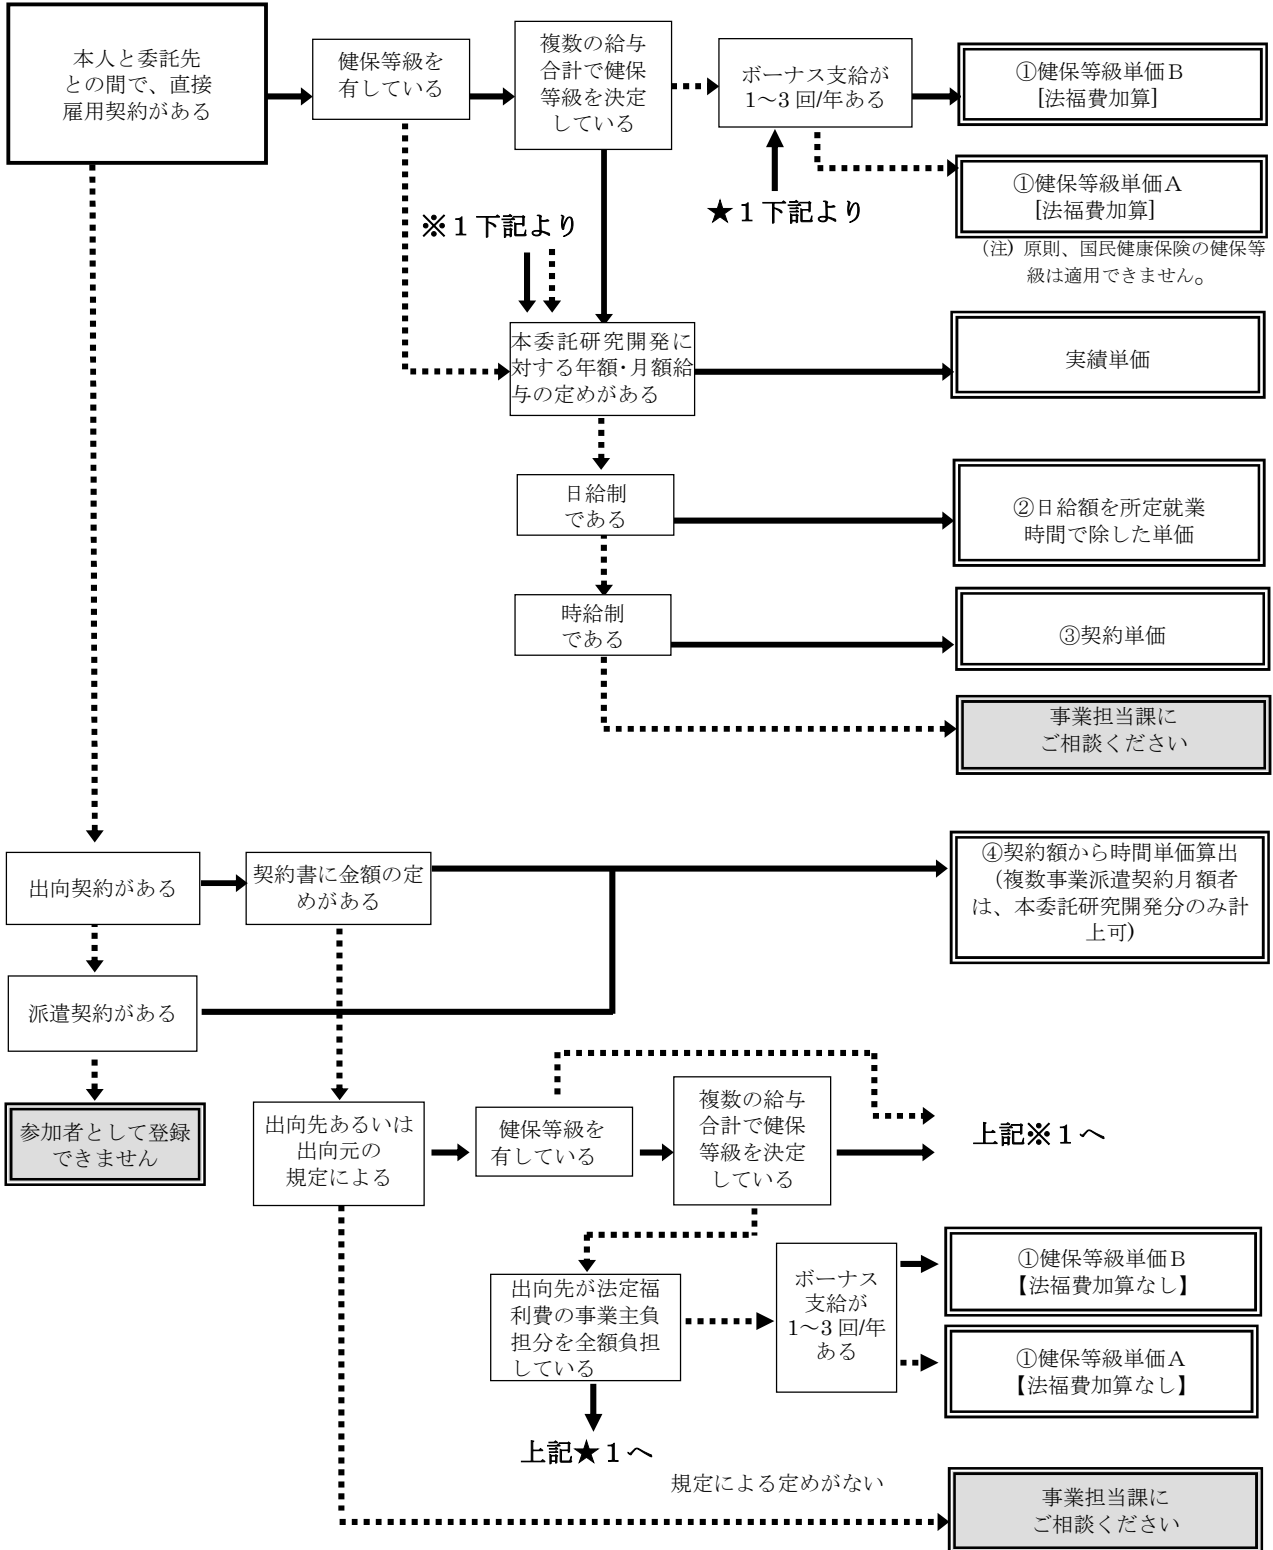 本人と委託先
との間で、直接
雇用契約がある
健保等級を
有している
複数の給与
合計で健保
等級を決定
している
ボーナス支給が
1～3 回/年ある
①健保等級単価Ｂ
[法福費加算]
①健保等級単価Ａ
[法福費加算]
（注）原則、国民健康保険の健保等
級は適用できません。
★１下記より
※１下記より
本委託研究開発に
対する年額･月額給
与の定めがある
実績単価
日給制
である
②日給額を所定就業
時間で除した単価
時給制
である
③契約単価
事業担当課に
ご相談ください
出向契約がある
契約書に金額の定
めがある
④契約額から時間単価算出
（複数事業派遣契約月額者
は、本委託研究開発分のみ計
上可）
派遣契約がある
参加者として登録
できません
出向先あるいは
出向元の
規定による
健保等級を
有している
複数の給与
合計で健保
等級を決定
している
上記※１へ
出向先が法定福
利費の事業主負
担分を全額負担
している
ボーナス
支給が
1～3 回/年
ある
①健保等級単価Ｂ
【法福費加算なし】
①健保等級単価Ａ
【法福費加算なし】
上記★１へ
規定による定めがない
事業担当課に
ご相談ください